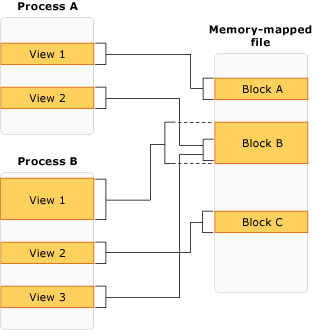 Process A
View 1
View 2
Process B
View 1
View 2
View 3
Memory-mapped
file
Block A
Block B
Block C